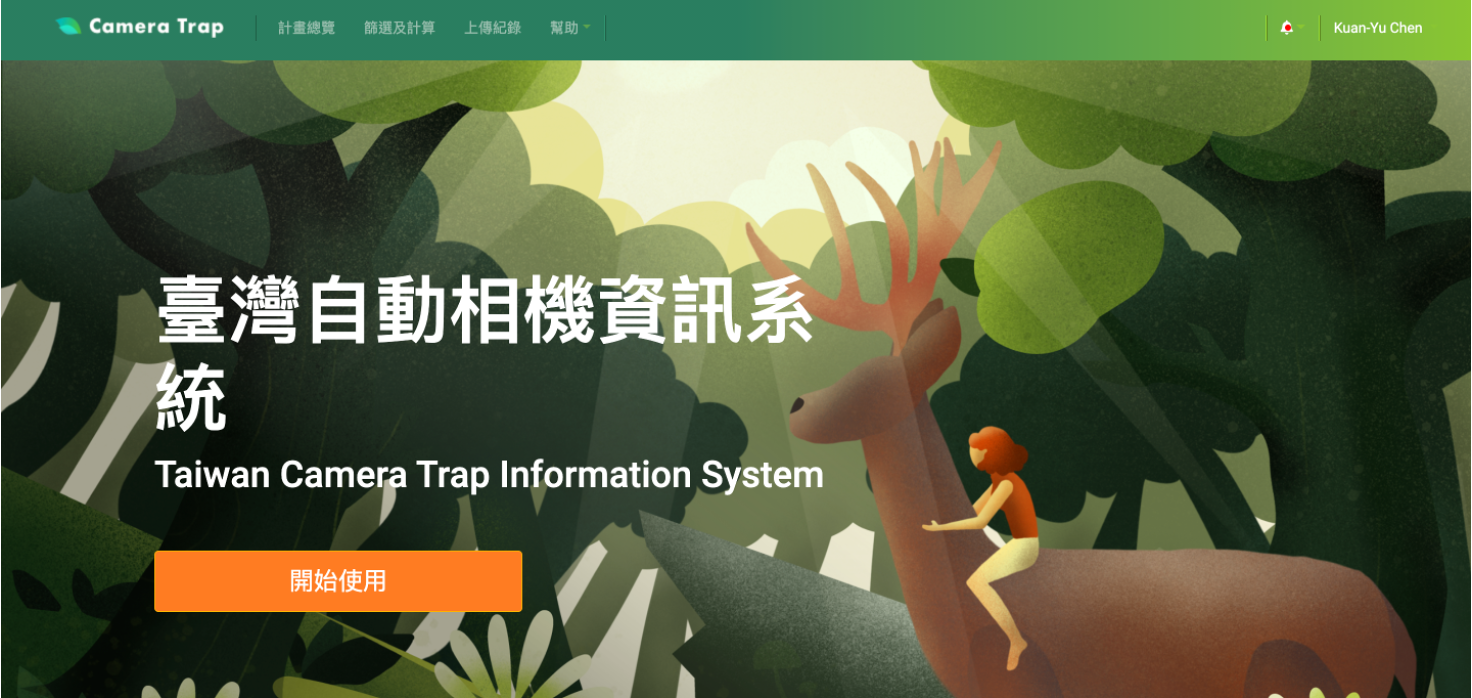 Camera Trap
計畫總覽
篩選及計算
上傳紀錄
幫助
Kuan-Yu Chen
臺灣自動相機資訊系
統
Taiwan Camera Trap Information System
開始使用